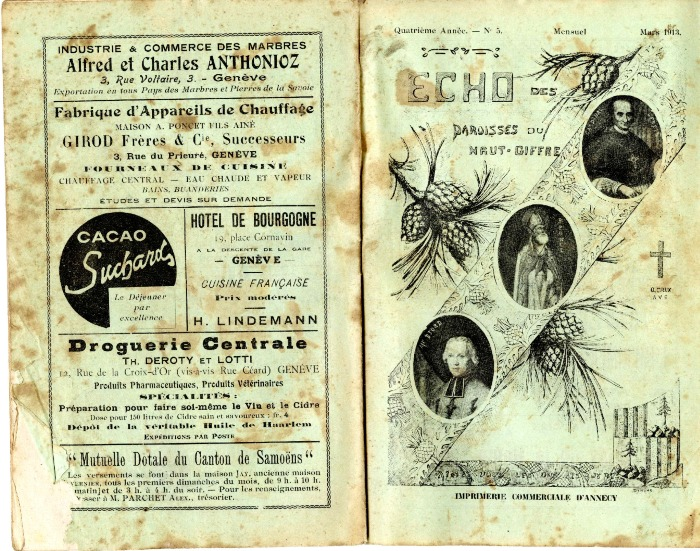 INDUSTRIE & COMMERCE DES MARBRES
Alfred et Charles ANTHONIOZ
3, Rue Voltaire, 3. - Genève
Exportation en tous Pays des Marbres et Pierres de la Savoie
Fabrique d'Appareils de Chauffage
MAISON A. PONCET FILS AINÉ
GIROD Frères & Cie, Successeurs
3, Rue du Prieuré, GENÈVE
FOURNEAUX DE CUISINE
CHAUFFAGE CENTRAL — EAU CHAUDE ET VAPEUR
BAINS, BUANDERIES
ETUDES ET DEVIS SUR DEMANDE
CACAO
Suchard
Le Déjeuner
par
excellence
HOTEL DE BOURGOGNE
19, place Cornavin
A LA DESCENTE DE LA GARE
— GENÈVE —
CUISINE FRANÇAISE
Prix modérés
H. LINDEMANN
Droguerie Centrale
TH. DEROTY ET LOTTI
12, Rue de la Croix-d'Or (vis-à-vis Rue Céard) GENÈVE
Produits Pharmaceutiques, Produits Vétérinaires
SPÉCIALITÉS :
Préparation pour faire soi-même le Vin et le Cidre
Dose pour 150 litres de Cidre sain et savoureux : fr. 4
Dépôt de la véritable Huile de Haarlem
EXPÉDITIONS PAR POSTE
"Mutuelle Dotale du Canton de Samoëns"
Les versements se font dans la maison JAY, ancienne maison
tous les premiers dimanches du mois, de 9 h. à 10 h.
matin, et de 3 h. à 4 h. du soir. — Pour les renseignements,
à M. PARCHET ALEX., trésorier.
Quatrième Année. — N° 5.
Mensuel
Mars 1913.
ECHO DES
PAROISSES DU
HAUT-GIFFRE
O CRUX
AVE
IMPRIMERIE COMMERCIALE D'ANNECY